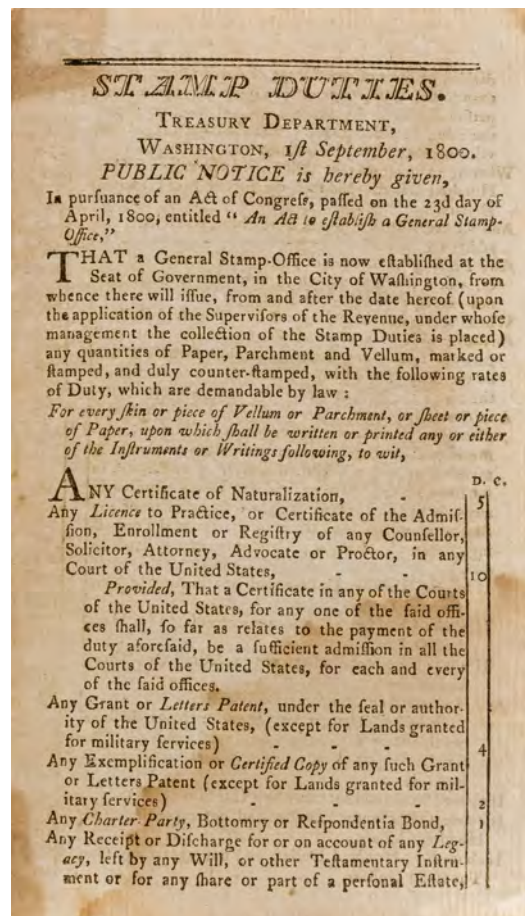 STAMP DUTIES.
TREASURY DEPARTMENT,
WASHINGTON, 1ſt September, 1800.
PUBLIC NOTICE is hereby given,
In purſuance of an Act of Congreſs, paſſed on the 23d day of
April, 1800, entitled “ An Act to eſtabliſh a General Stamp-
Office,”
THAT a General Stamp-Office is now eſtabliſhed at the
Seat of Government, in the City of Waſhington, from
whence there will iſſue, from and after the date hereof (upon
the application of the Superviſors of the Revenue, under whoſe
management the collection of the Stamp Duties is placed)
any quantities of Paper, Parchment and Vellum, marked or
ſtamped, and duly counter-ſtamped, with the following rates
of Duty, which are demandable by law :
For every ſkin or piece of Vellum or Parchment, or ſheet or piece
of Paper, upon which ſhall be written or printed any or either
of the Inſtruments or Writings following, to wit,
D. C.
ANY Certificate of Naturalization, - 5
Any Licence to Practice, or Certificate of the Admiſ-
ſion, Enrollment or Regiſtry of any Counſellor,
Solicitor, Attorney, Advocate or Proctor, in any
Court of the United States, - - 10
Provided, That a Certificate in any of the Courts
of the United States, for any one of the ſaid offi-
ces ſhall, ſo far as relates to the payment of the
duty aforeſaid, be a ſufficient admiſſion in all the
Courts of the United States, for each and every
of the ſaid offices.
Any Grant or Letters Patent, under the ſeal or author-
ity of the United States, (except for Lands granted
for military ſervices) - - - 4
Any Exemplification or Certified Copy of any ſuch Grant
or Letters Patent (except for Lands granted for mil-
itary ſervices) - - - 2
Any Charter-Party, Bottomry or Reſpondentia Bond, 1
Any Receipt or Diſcharge for or on account of any Leg-
acy, left by any Will, or other Teſtamentary Inſtru-
ment or for any ſhare or part of a perſonal Eſtate,